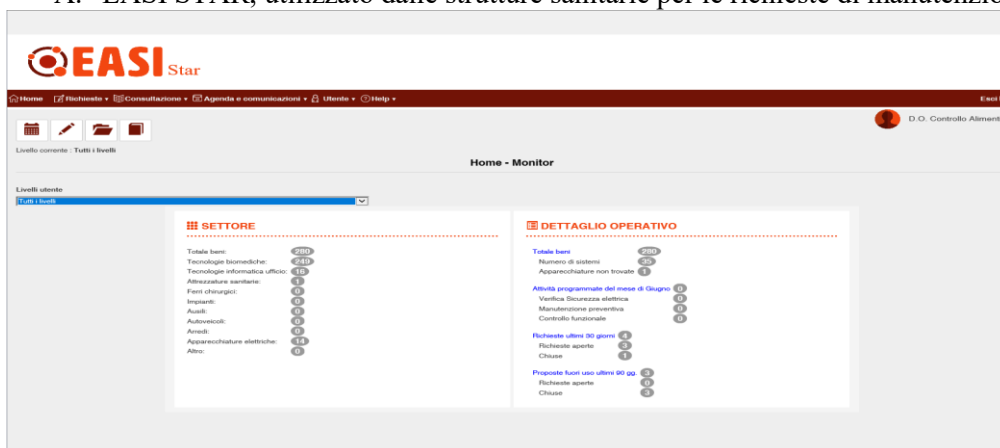 A. EASI STAR, utilizzato dalle strutture sanitarie per le richieste di manutenzio
EASI Star
Home Richieste Consultazione Agenda e comunicazioni Utente Help Esci
D.O. Controllo Aliment
Livello corrente : Tutti i livelli
Home - Monitor
Livelli utente
Tutti i livelli
SETTORE
Totale beni: 280
Tecnologie biomediche: 249
Tecnologie informatica ufficio: 16
Attrezzature sanitarie: 1
Ferri chirurgici: 0
Impianti: 0
Ausili: 0
Autoveicoli: 0
Arredi: 0
Apparecchiature elettriche: 14
Altro: 0
DETTAGLIO OPERATIVO
Totale beni 280
Numero di sistemi 35
Apparecchiature non trovate 1
Attività programmate del mese di Giugno 0
Verifica Sicurezza elettrica 0
Manutenzione preventiva 0
Controllo funzionale 0
Richieste ultimi 30 giorni 4
Richieste aperte 3
Chiuse 1
Proposte fuori uso ultimi 90 gg. 3
Richieste aperte 0
Chiuse 3